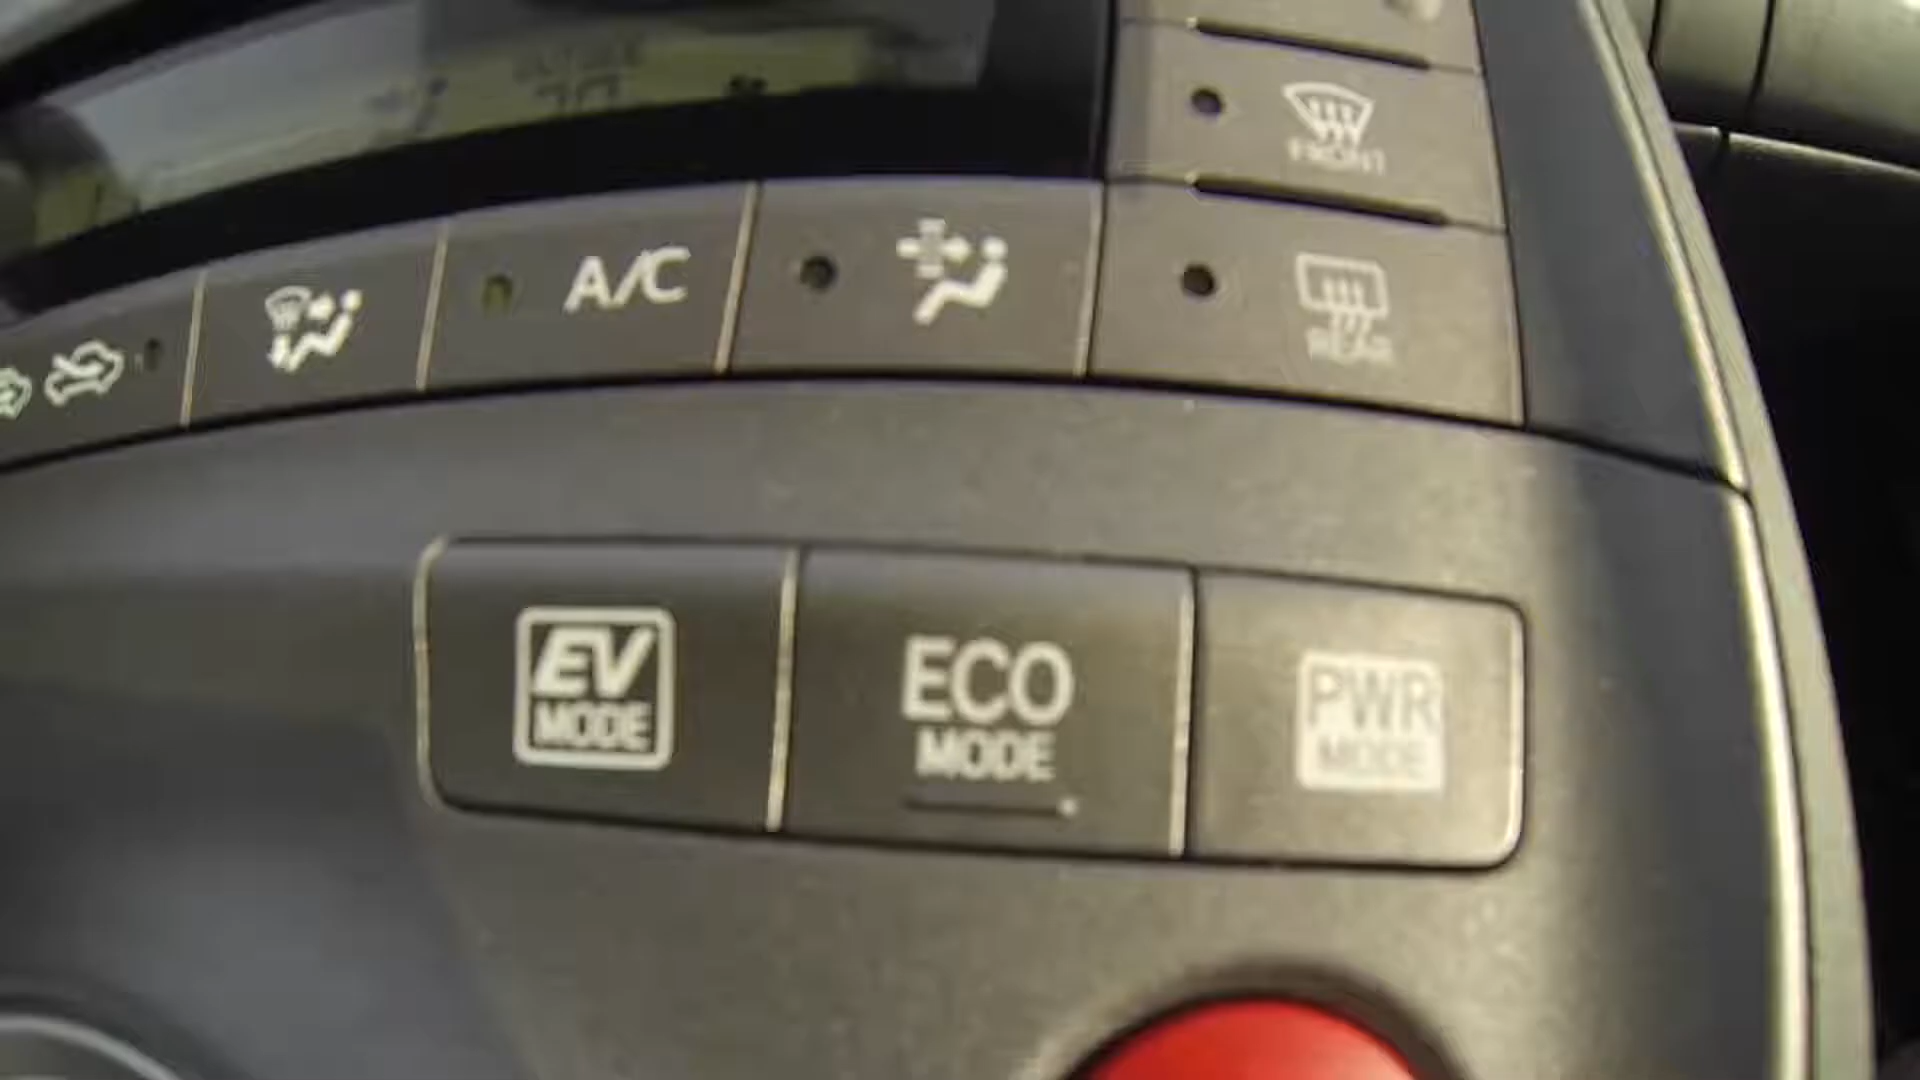 FRONT
A/C
REAR
EV
MODE
ECO
MODE
PWR
MODE